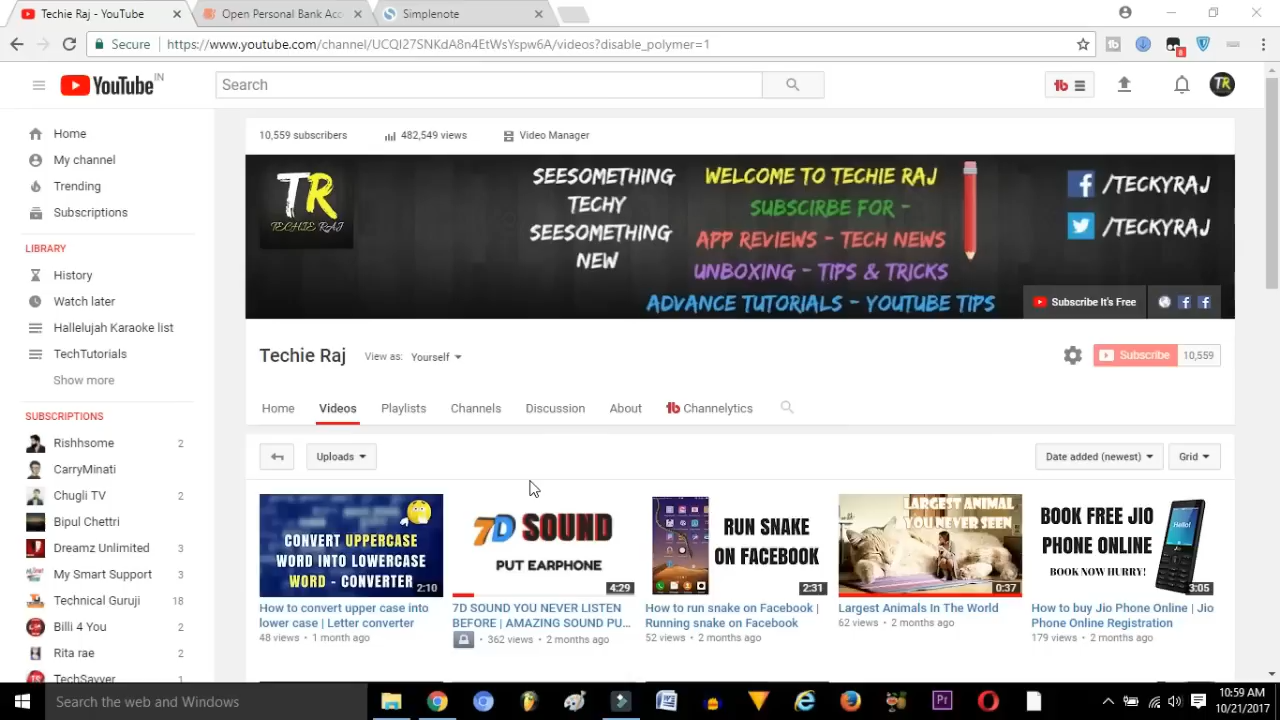 Techie Raj - YouTube
Open Personal Bank Acc
Simplenote
Secure
https://www.youtube.com/channel/UCQI27SNKdA8n4EtWsYspw6A/videos?disable_polymer=1
YouTube IN
Search
tb
TR
Home
My channel
Trending
Subscriptions
LIBRARY
History
Watch later
Hallelujah Karaoke list
TechTutorials
Show more
SUBSCRIPTIONS
Rishhsome 2
CarryMinati
Chugli TV 2
Bipul Chettri
Dreamz Unlimited 3
My Smart Support 3
Technical Guruji 18
Billi 4 You 2
Rita rae 2
TechSavver 1
10,559 subscribers
482,549 views
Video Manager
TR
TECHIE RAJ
SEESOMETHING
TECHY
SEESOMETHING
NEW
WELCOME TO TECHIE RAJ
SUBSCIRBE FOR -
APP REVIEWS - TECH NEWS
UNBOXING - TIPS & TRICKS
ADVANCE TUTORIALS - YOUTUBE TIPS
/TECKYRAJ
/TECKYRAJ
Subscribe It's Free
Techie Raj
View as: Yourself
Subscribe 10,559
Home Videos Playlists Channels Discussion About tb Channelytics
Uploads
Date added (newest)
Grid
CONVERT UPPERCASE
WORD INTO LOWERCASE
WORD - CONVERTER
2:10
How to convert upper case into
lower case | Letter converter
48 views • 1 month ago
7D SOUND
PUT EARPHONE
4:29
7D SOUND YOU NEVER LISTEN
BEFORE | AMAZING SOUND PU...
• 362 views • 2 months ago
RUN SNAKE
ON FACEBOOK
2:31
How to run snake on Facebook |
Running snake on Facebook
52 views • 2 months ago
LARGEST ANIMAL
YOU NEVER SEEN
0:37
Largest Animals In The World
62 views • 2 months ago
BOOK FREE JIO
PHONE ONLINE
BOOK NOW HURRY!
Hello!
3:05
How to buy Jio Phone Online | Jio
Phone Online Registration
179 views • 2 months ago
Search the web and Windows
Pr
10:59 AM
10/21/2017